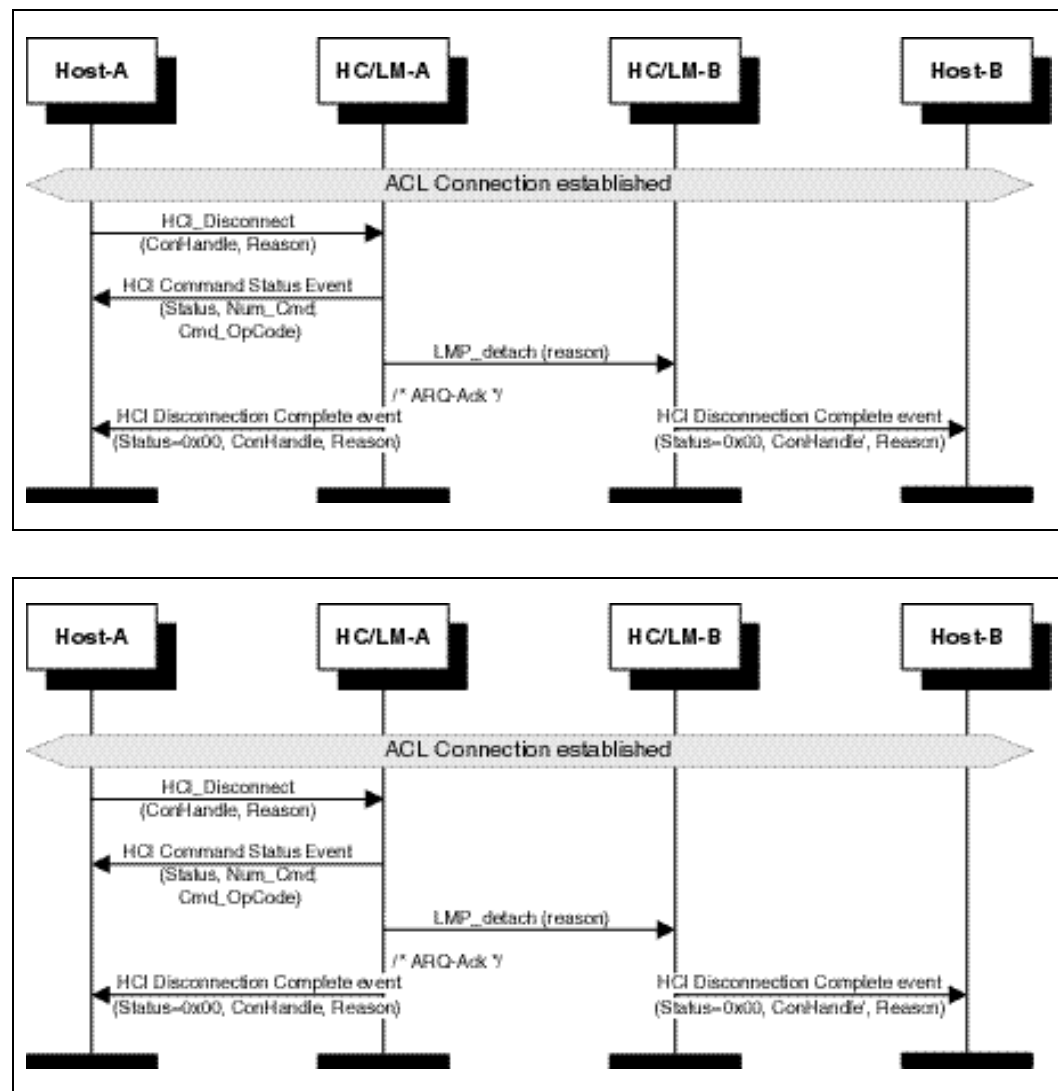 Host-A HC/LM-A HC/LM-B Host-B
ACL Connection established
HCI_Disconnect
(ConHandle, Reason)
HCI Command Status Event
(Status, Num_Cmd,
Cmd_OpCode)
LMP_detach (reason)
/* ARQ-Ack */
HCI Disconnection Complete event HCI Disconnection Complete event
(Status=0x00, ConHandle, Reason) (Status=0x00, ConHandle', Reason)
Host-A HC/LM-A HC/LM-B Host-B
ACL Connection established
HCI_Disconnect
(ConHandle, Reason)
HCI Command Status Event
(Status, Num_Cmd,
Cmd_OpCode)
LMP_detach (reason)
/* ARQ-Ack */
HCI Disconnection Complete event HCI Disconnection Complete event
(Status=0x00, ConHandle, Reason) (Status=0x00, ConHandle', Reason)